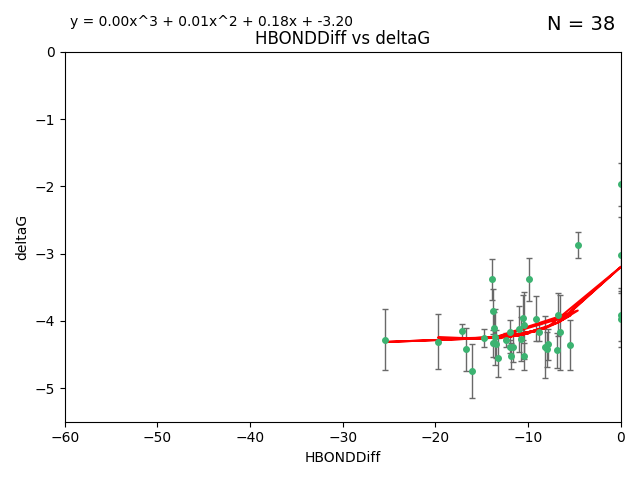 y = 0.00x^3 + 0.01x^2 + 0.18x + -3.20
N = 38
HBONDDiff vs deltaG
0
−1
−2
−3
−4
−5
deltaG
−60 −50 −40 −30 −20 −10 0
HBONDDiff